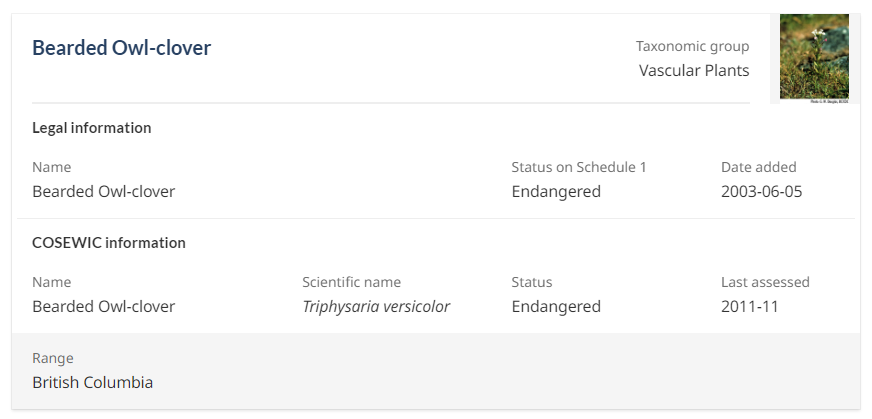 Bearded Owl-clover
Taxonomic group
Vascular Plants
Legal information
Name
Bearded Owl-clover
Status on Schedule 1
Endangered
Date added
2003-06-05
COSEWIC information
Name
Bearded Owl-clover
Scientific name
Triphysaria versicolor
Status
Endangered
Last assessed
2011-11
Range
British Columbia